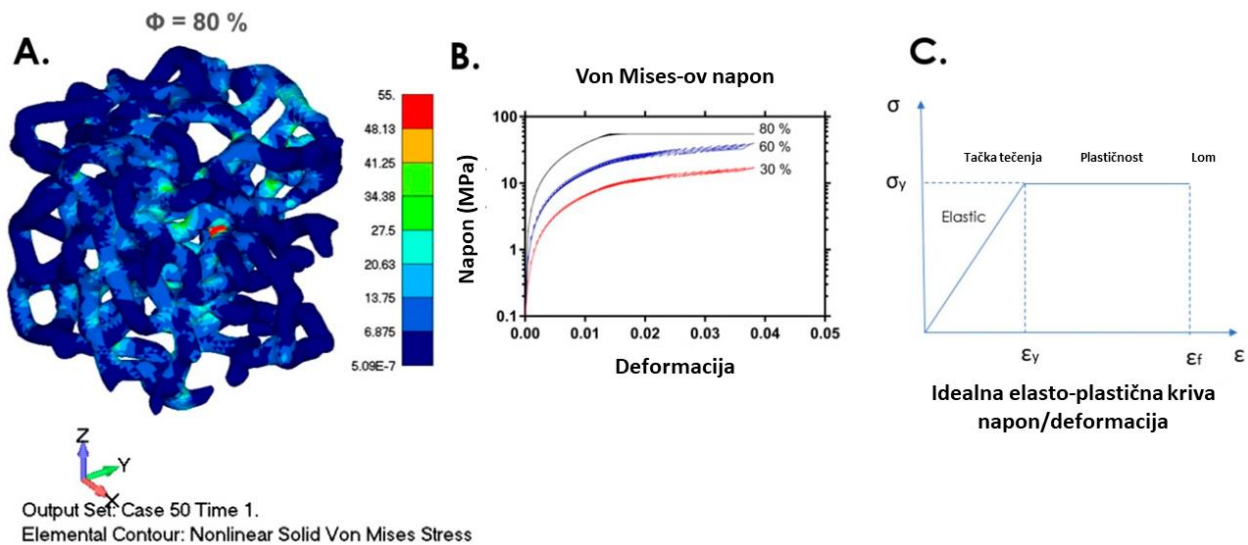 Φ = 80 %
A.
55.
48.13
41.25
34.38
27.5
20.63
13.75
6.875
5.09E-7
Z
Y
X
Output Set: Case 50 Time 1.
Elemental Contour: Nonlinear Solid Von Mises Stress
B.
Von Mises-ov napon
Napon (MPa)
100
10
1
0.1
80 %
60 %
30 %
0.00 0.01 0.02 0.03 0.04 0.05
Deformacija
C.
σ
Tačka tečenja Plastičnost Lom
σy
Elastic
εy εf ε
Idealna elasto-plastična kriva
napon/deformacija